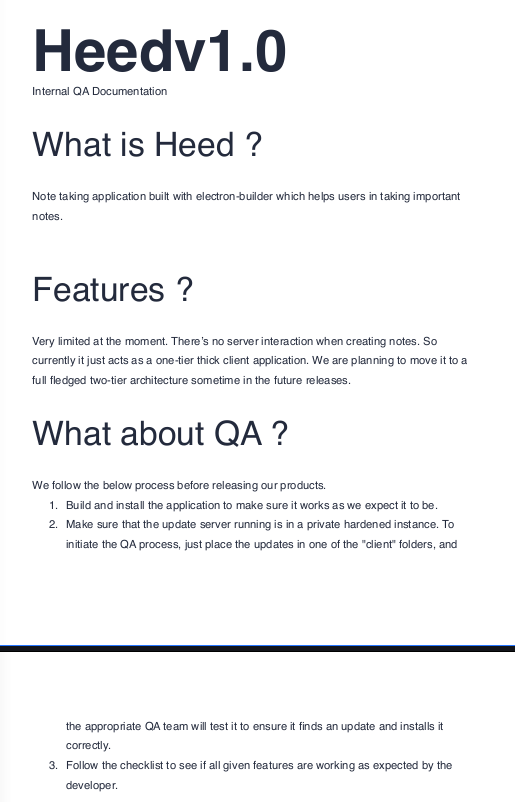 Heedv1.0
Internal QA Documentation
What is Heed ?
Note taking application built with electron-builder which helps users in taking important
notes.
Features ?
Very limited at the moment. There's no server interaction when creating notes. So
currently it just acts as a one-tier thick client application. We are planning to move it to a
full fledged two-tier architecture sometime in the future releases.
What about QA ?
We follow the below process before releasing our products.
1. Build and install the application to make sure it works as we expect it to be.
2. Make sure that the update server running is in a private hardened instance. To
initiate the QA process, just place the updates in one of the "client" folders, and
the appropriate QA team will test it to ensure it finds an update and installs it
correctly.
3. Follow the checklist to see if all given features are working as expected by the
developer.